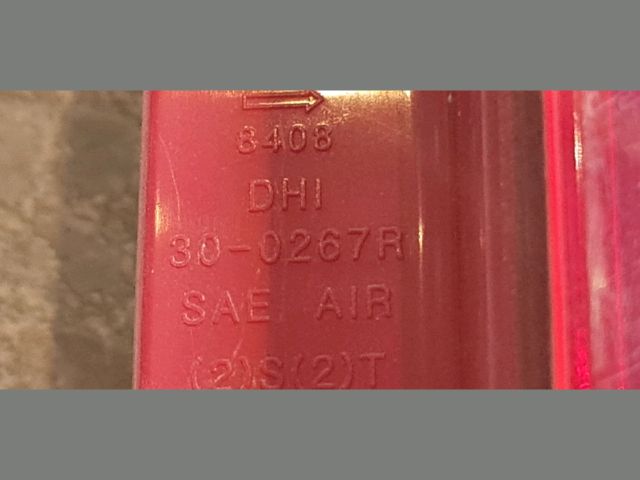 8408
DHI
30-0267R
SAE AIR
(2)S(2)T